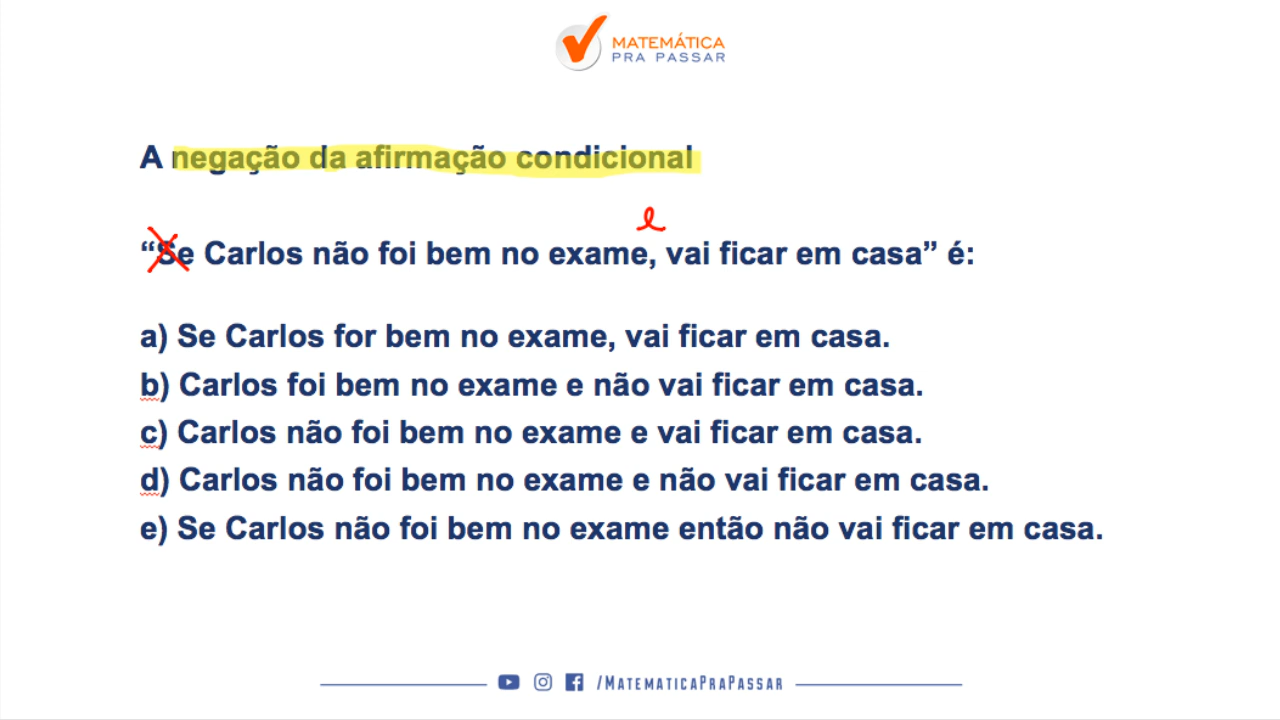 MATEMÁTICA
PRA PASSAR
A negação da afirmação condicional
e
“Se Carlos não foi bem no exame, vai ficar em casa” é:
a) Se Carlos for bem no exame, vai ficar em casa.
b) Carlos foi bem no exame e não vai ficar em casa.
c) Carlos não foi bem no exame e vai ficar em casa.
d) Carlos não foi bem no exame e não vai ficar em casa.
e) Se Carlos não foi bem no exame então não vai ficar em casa.
/MATEMATICAPRAPASSAR